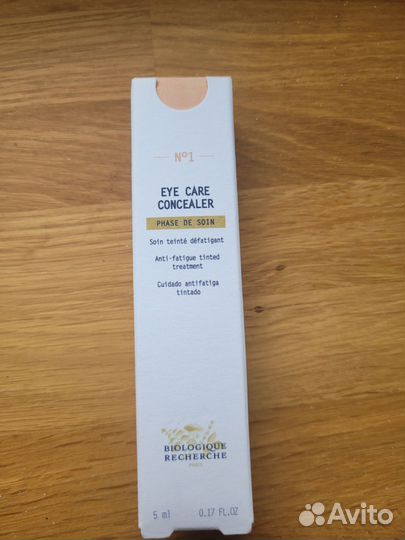 N°1
EYE CARE
CONCEALER
PHASE DE SOIN
Soin teinté défatigant
Anti-fatigue tinted
treatment
Cuidado antifatiga
tintado
BIOLOGIQUE
RECHERCHE
PARIS
5 ml 0.17 FL.OZ
Avito